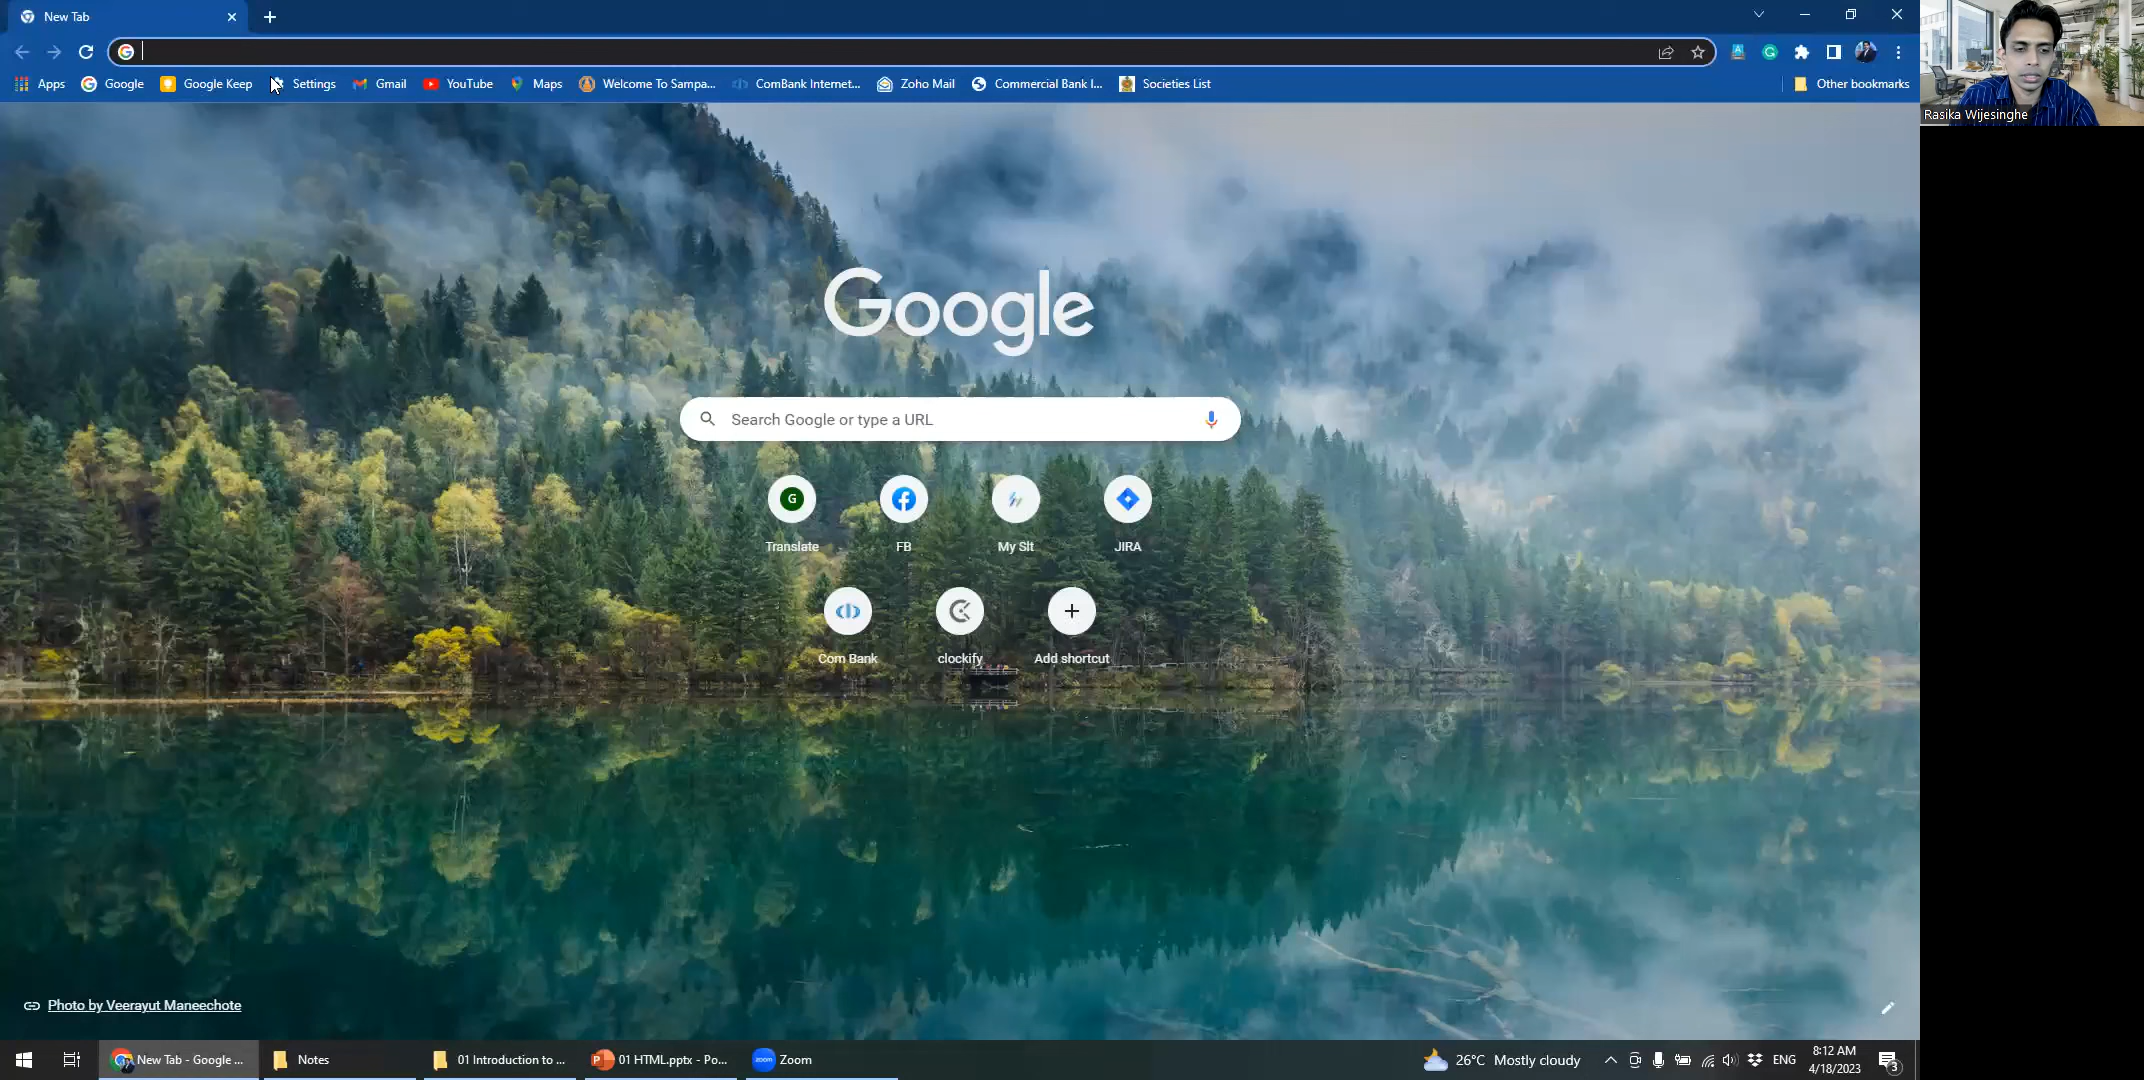 New Tab
Apps
Google
Google Keep
Settings
Gmail
YouTube
Maps
Welcome To Sampa...
ComBank Internet...
Zoho Mail
Commercial Bank I...
Societies List
Other bookmarks
Rasika Wijesinghe
Google
Search Google or type a URL
G
Translate
FB
My Slt
JIRA
Com Bank
clockify
Add shortcut
Photo by Veerayut Maneechote
New Tab - Google ...
Notes
01 Introduction to ...
01 HTML.pptx - Po...
zoom
Zoom
26°C Mostly cloudy
ENG
8:12 AM
4/18/2023
3